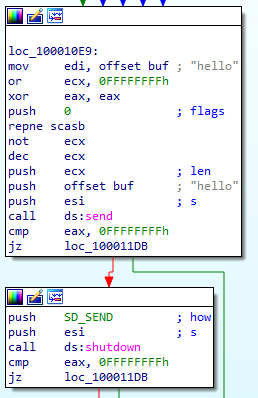 loc_100010E9:
mov edi, offset buf ; "hello"
or ecx, 0FFFFFFFFh
xor eax, eax
push 0 ; flags
repne scasb
not ecx
dec ecx
push ecx ; len
push offset buf ; "hello"
push esi ; s
call ds:send
cmp eax, 0FFFFFFFFh
jz loc_100011DB
push SD_SEND ; how
push esi ; s
call ds:shutdown
cmp eax, 0FFFFFFFFh
jz loc_100011DB